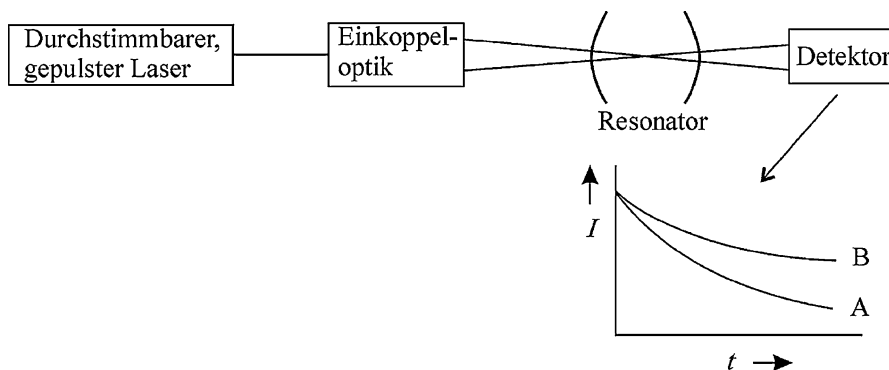 Durchstimmbarer,
gepulster Laser
Einkoppel-
optik
Resonator
Detektor
I
B
A
t